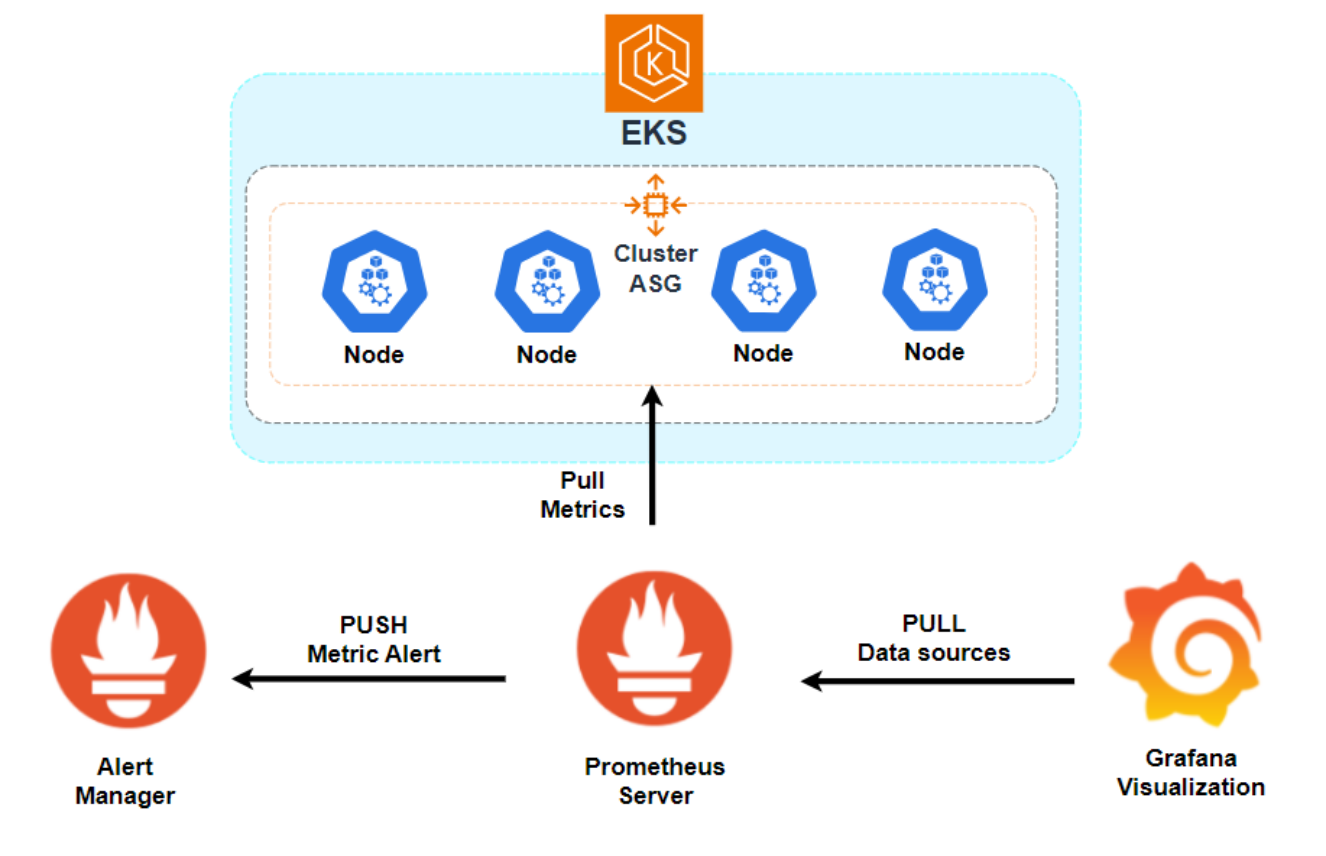 K
EKS
Cluster
ASG
Node
Node
Node
Node
Pull
Metrics
PUSH
Metric Alert
PULL
Data sources
Alert
Manager
Prometheus
Server
Grafana
Visualization